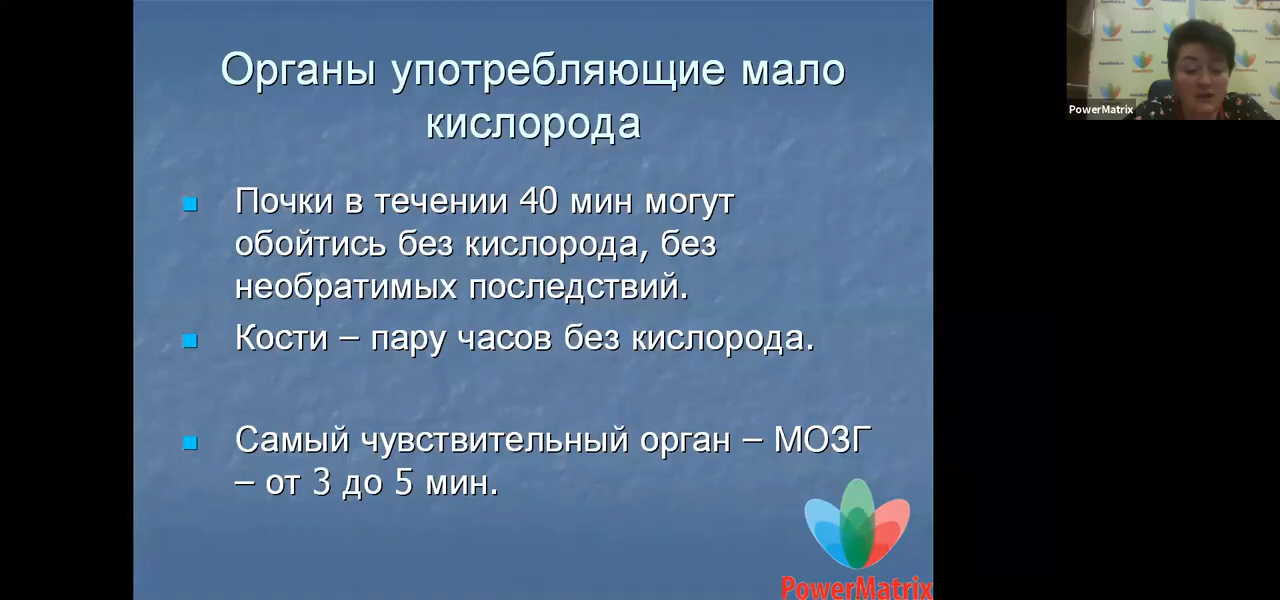 Органы употребляющие мало
кислорода
Почки в течении 40 мин могут
обойтись без кислорода, без
необратимых последствий.
Кости – пару часов без кислорода.
Самый чувствительный орган – МОЗГ
– от 3 до 5 мин.
PowerMatrix
PowerMatrix